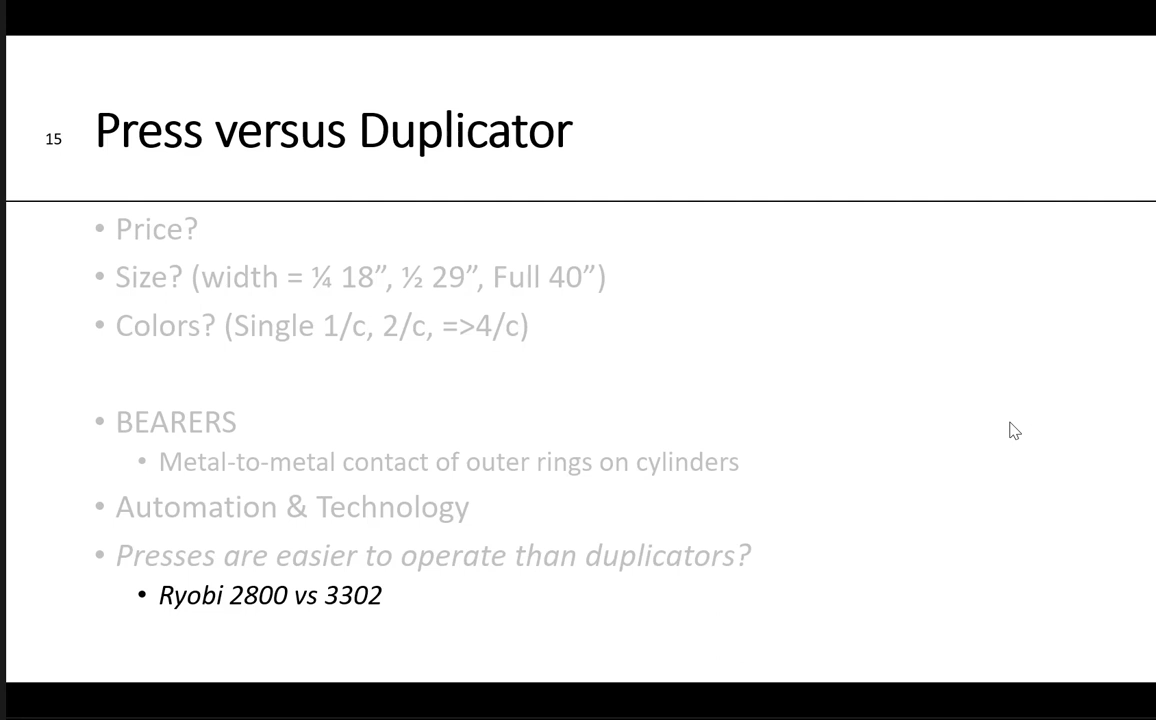 15
Press versus Duplicator
• Price?
• Size? (width = ¼ 18”, ½ 29”, Full 40”)
• Colors? (Single 1/c, 2/c, =>4/c)
• BEARERS
• Metal-to-metal contact of outer rings on cylinders
• Automation & Technology
• Presses are easier to operate than duplicators?
• Ryobi 2800 vs 3302